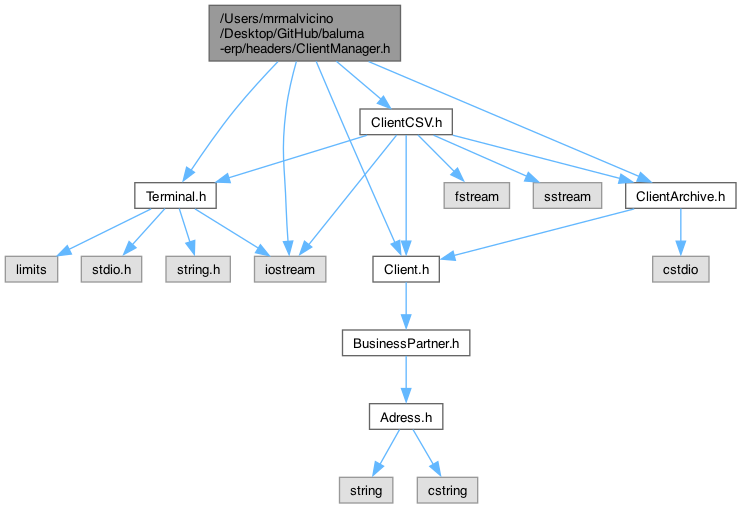 /Users/mrmalvicino
/Desktop/GitHub/baluma
-erp/headers/ClientManager.h
ClientCSV.h
Terminal.h
fstream
sstream
ClientArchive.h
limits
stdio.h
string.h
iostream
Client.h
cstdio
BusinessPartner.h
Adress.h
string
cstring